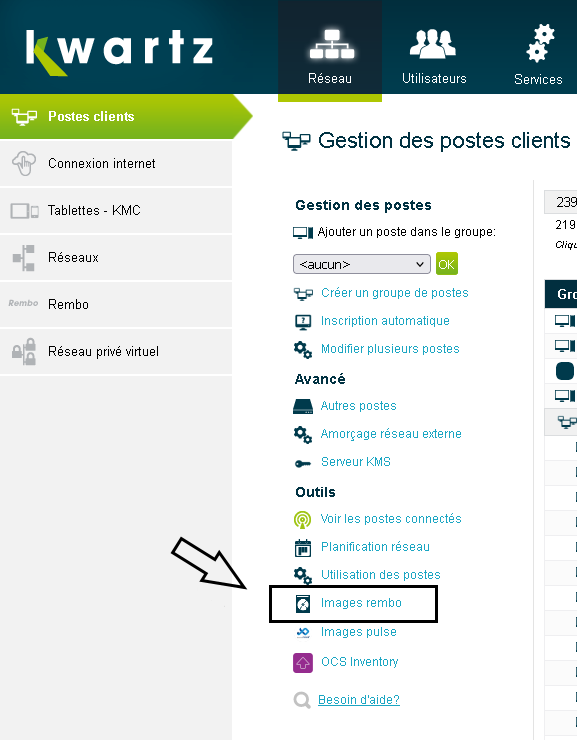 kwartz
Réseau
Utilisateurs
Services
Postes clients
Connexion internet
Tablettes - KMC
Réseaux
Rembo Rembo
Réseau privé virtuel
Gestion des postes clients
Gestion des postes
Ajouter un poste dans le groupe:
<aucun> OK
Créer un groupe de postes
Inscription automatique
Modifier plusieurs postes
Avancé
Autres postes
Amorçage réseau externe
Serveur KMS
Outils
Voir les postes connectés
Planification réseau
Utilisation des postes
Images rembo
Images pulse
OCS Inventory
Besoin d'aide?
239
219
Cliqu
Gro